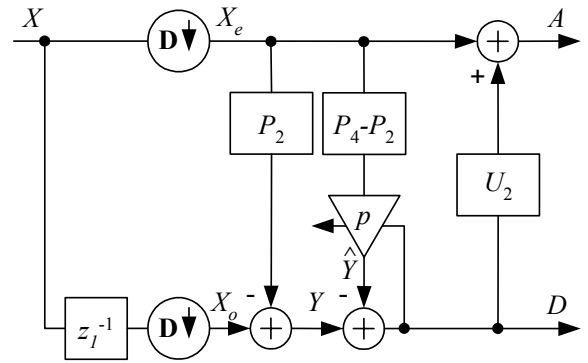 X D X_e A
+
+
P_2 P_4-P_2
U_2
p
Ŷ
X_o - Y - D
z_1^{-1} D + +